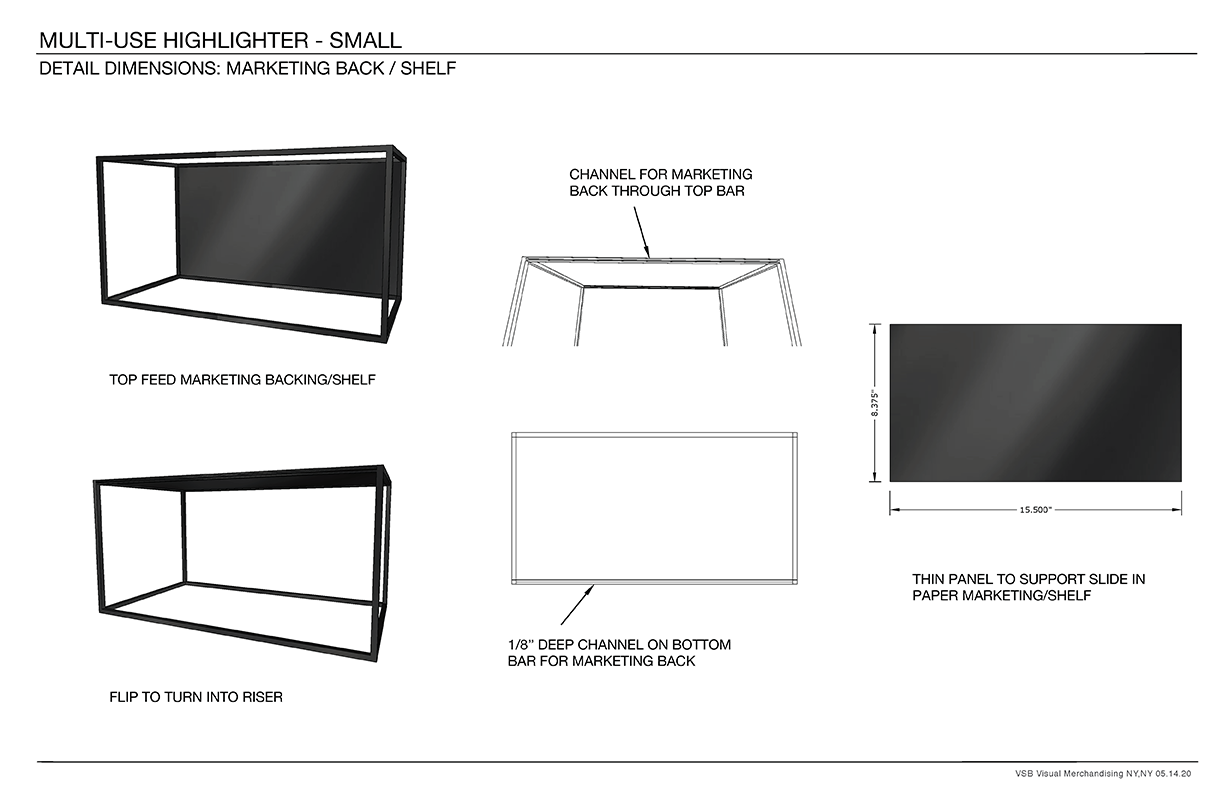 MULTI-USE HIGHLIGHTER - SMALL
DETAIL DIMENSIONS: MARKETING BACK / SHELF
CHANNEL FOR MARKETING
BACK THROUGH TOP BAR
TOP FEED MARKETING BACKING/SHELF
8.375"
15.500"
THIN PANEL TO SUPPORT SLIDE IN
PAPER MARKETING/SHELF
1/8” DEEP CHANNEL ON BOTTOM
BAR FOR MARKETING BACK
FLIP TO TURN INTO RISER
VSB Visual Merchandising NY,NY 05.14.20